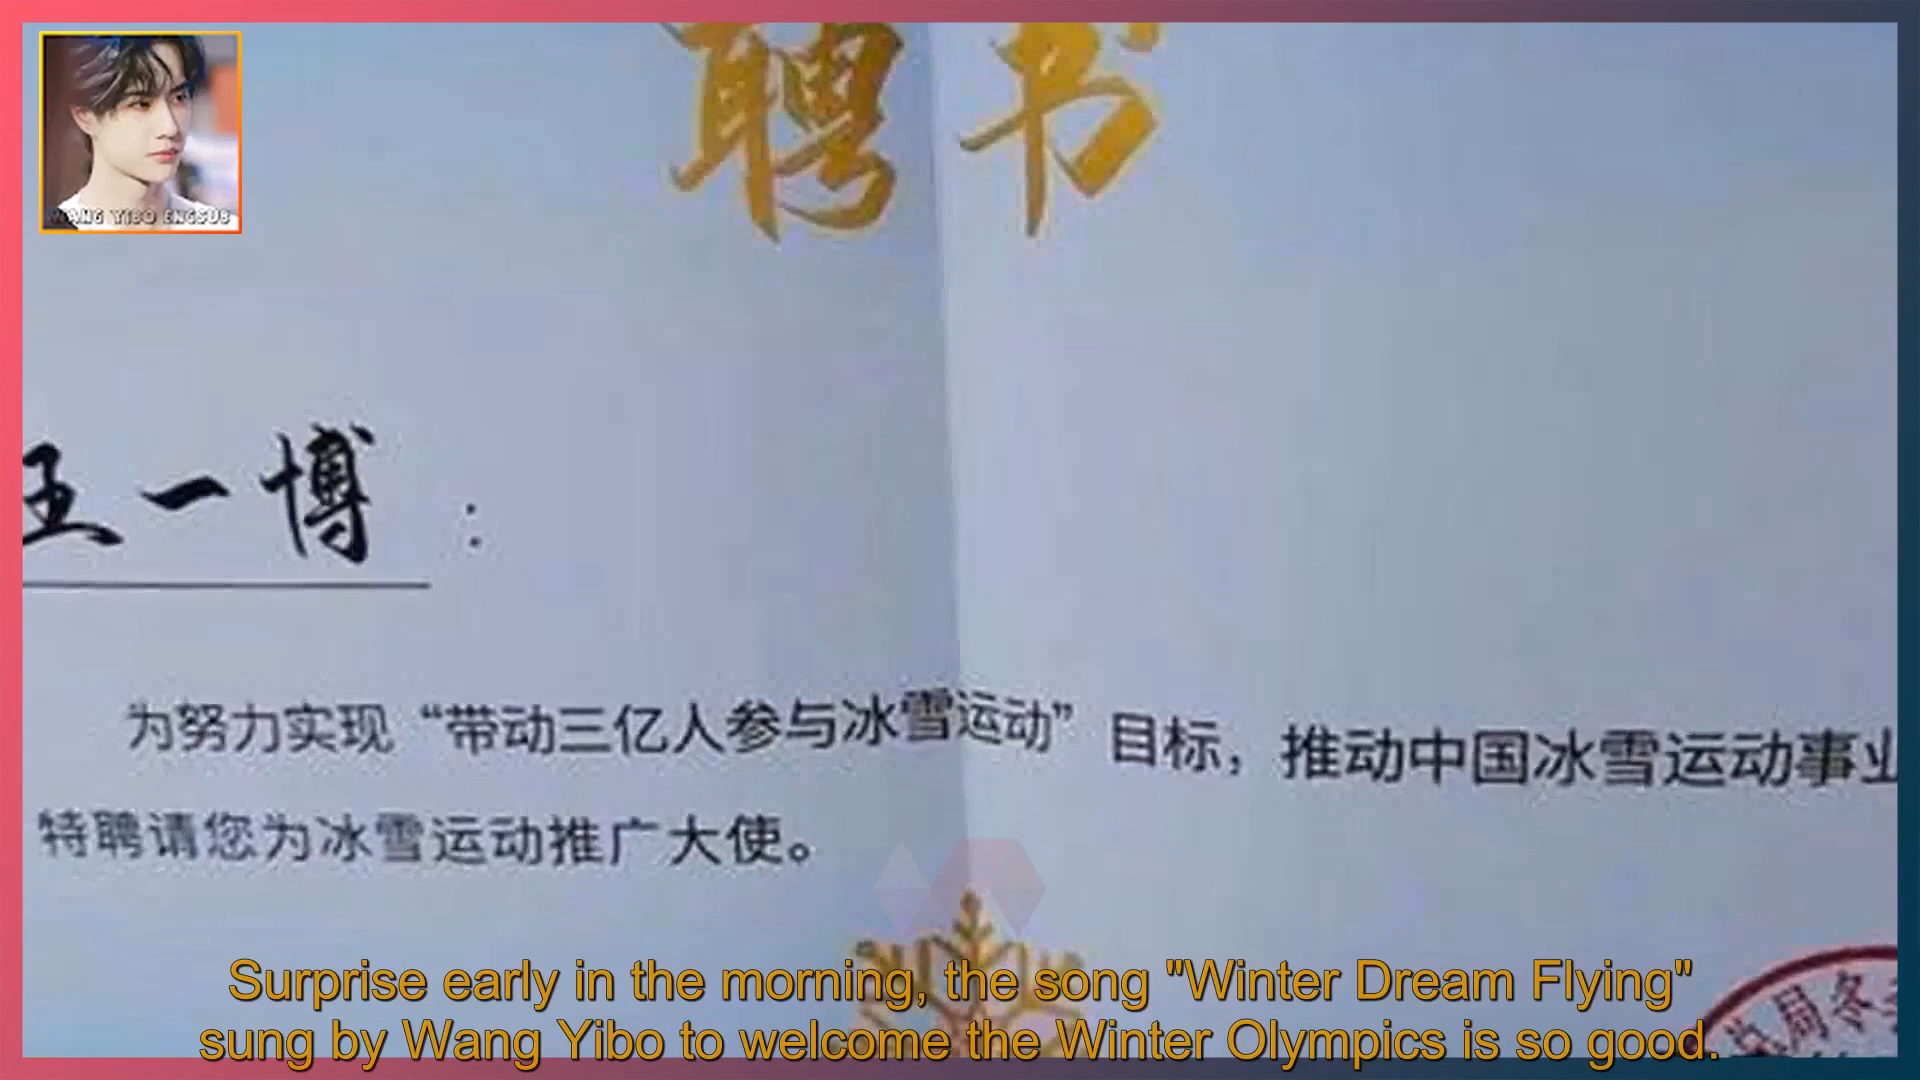 聘书
WANG YIBO ENGSUB
王一博：
为努力实现“带动三亿人参与冰雪运动”目标，推动中国冰雪运动事业
特聘请您为冰雪运动推广大使。
Surprise early in the morning, the song "Winter Dream Flying"
sung by Wang Yibo to welcome the Winter Olympics is so good.